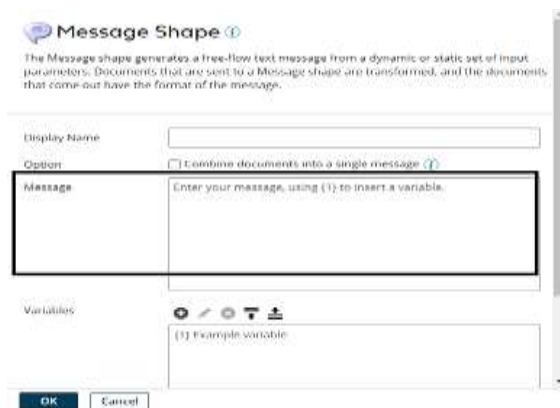 Message Shape
The Message shape generates a free-flow text message from a dynamic or static set of input
parameters. Documents that are sent to a Message shape are transformed, and the documents
that come out have the format of the message.
Display Name
Option Combine documents into a single message
Message Enter your message, using {1} to insert a variable.
Variables
{1} Example variable
OK Cancel